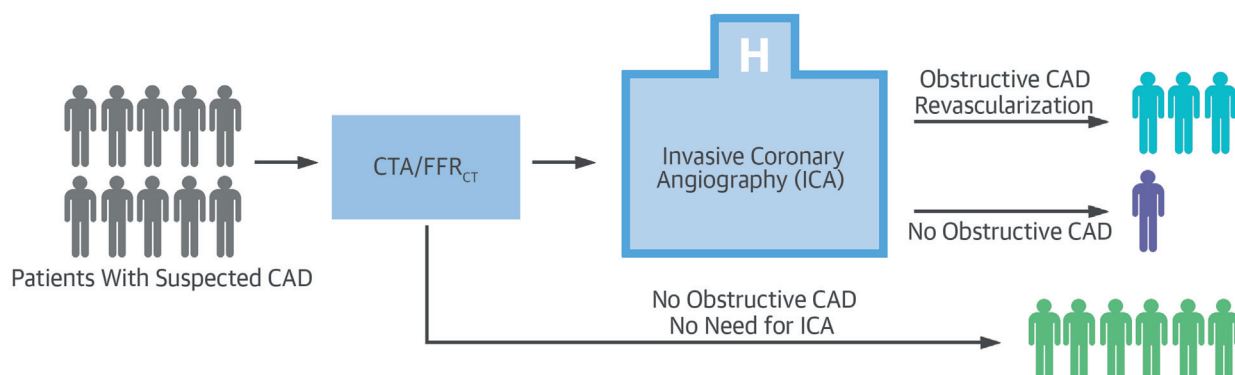 Patients With Suspected CAD
CTA/FFRCT
H
Invasive Coronary
Angiography (ICA)
Obstructive CAD
Revascularization
No Obstructive CAD
No Obstructive CAD
No Need for ICA